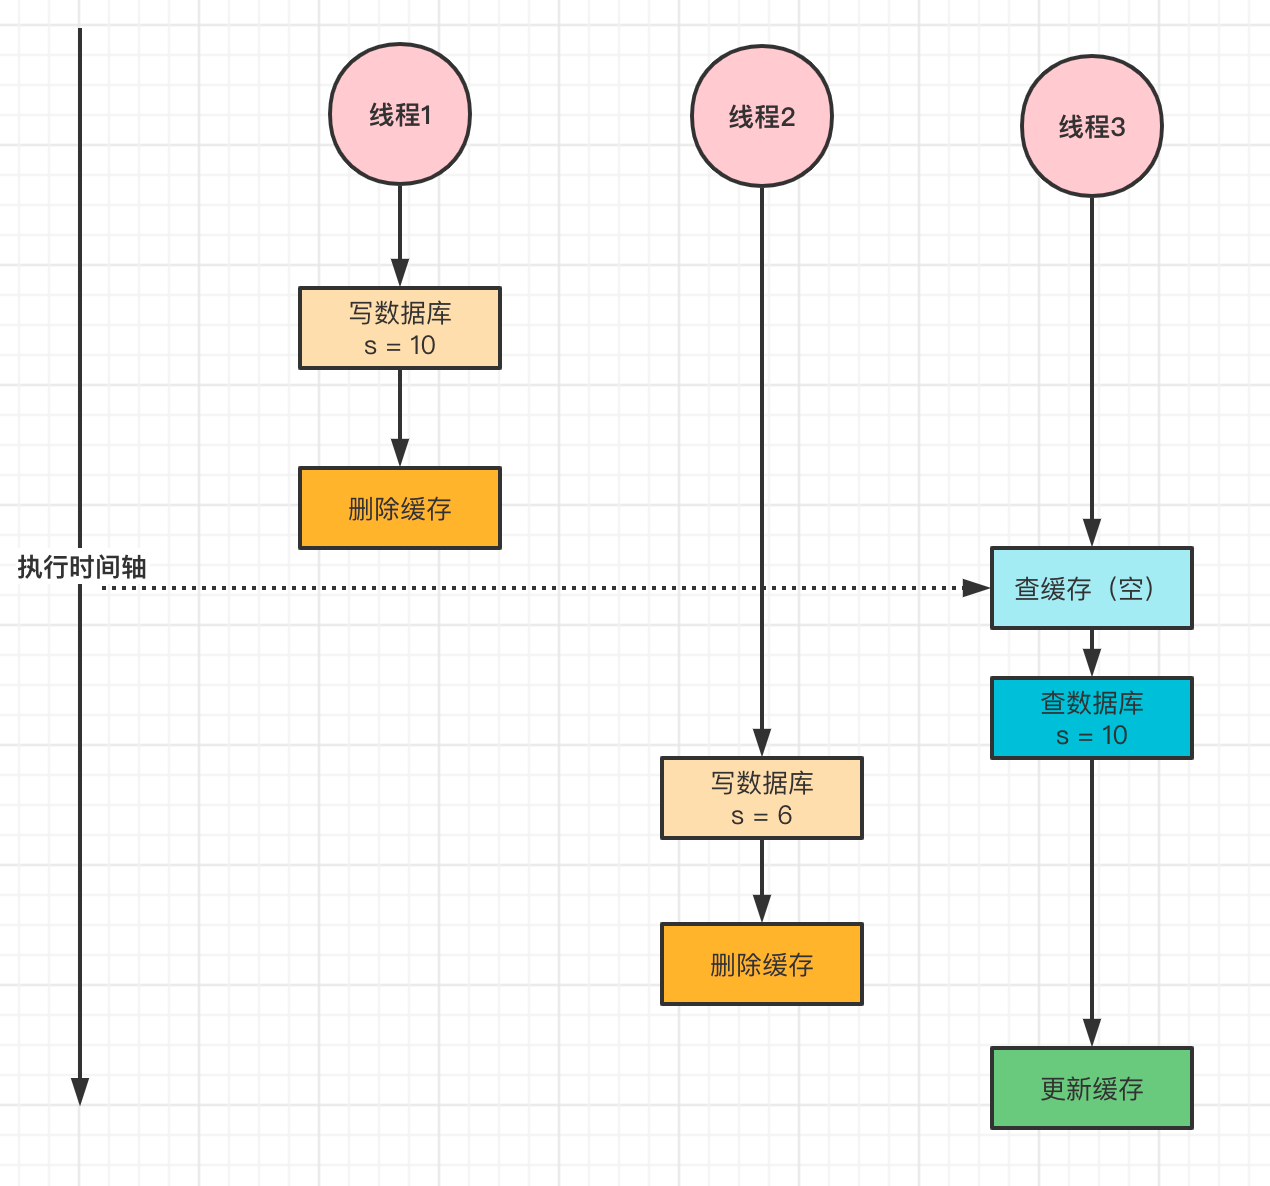 线程1
线程2
线程3
写数据库
s = 10
删除缓存
执行时间轴
查缓存（空）
查数据库
s = 10
写数据库
s = 6
删除缓存
更新缓存